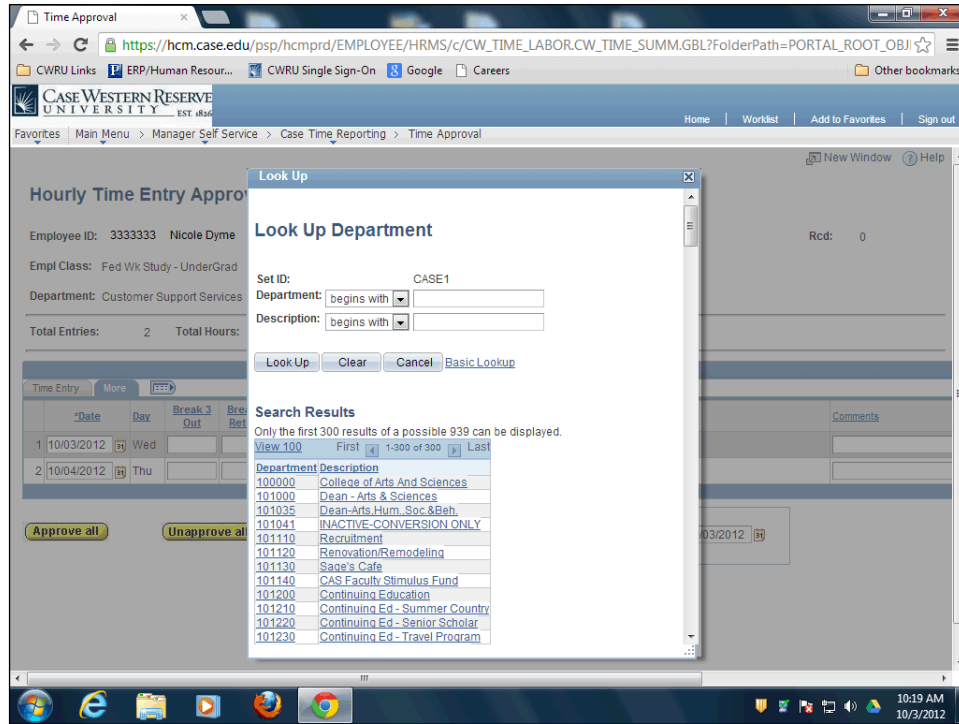 Time Approval
https://hcm.case.edu/psp/hcmprd/EMPLOYEE/HRMS/c/CW_TIME_LABOR.CW_TIME_SUMM.GBL?FolderPath=PORTAL_ROOT_OBJ
CWRU Links ERP/Human Resour... CWRU Single Sign-On Google Careers Other bookmarks
CASE WESTERN RESERVE
UNIVERSITY EST. 1826
Home | Worklist | Add to Favorites | Sign out
Favorites Main Menu > Manager Self Service > Case Time Reporting > Time Approval
New Window Help
Hourly Time Entry Approv
Employee ID: 3333333 Nicole Dyme Rcd: 0
Empl Class: Fed Wk Study - UnderGrad
Department: Customer Support Services
Total Entries: 2 Total Hours:
Time Entry More
*Date Day Break 3 Out Brea Ret Comments
1 10/03/2012 Wed
2 10/04/2012 Thu
Approve all Unapprove all /03/2012
Look Up
Look Up Department
Set ID: CASE1
Department: begins with
Description: begins with
Look Up Clear Cancel Basic Lookup
Search Results
Only the first 300 results of a possible 939 can be displayed.
View 100 First 1-300 of 300 Last
Department Description
100000 College of Arts And Sciences
101000 Dean - Arts & Sciences
101035 Dean-Arts,Hum.,Soc.&Beh.
101041 INACTIVE-CONVERSION ONLY
101110 Recruitment
101120 Renovation/Remodeling
101130 Sage's Cafe
101140 CAS Faculty Stimulus Fund
101200 Continuing Education
101210 Continuing Ed - Summer Country
101220 Continuing Ed - Senior Scholar
101230 Continuing Ed - Travel Program
10:19 AM
10/3/2012